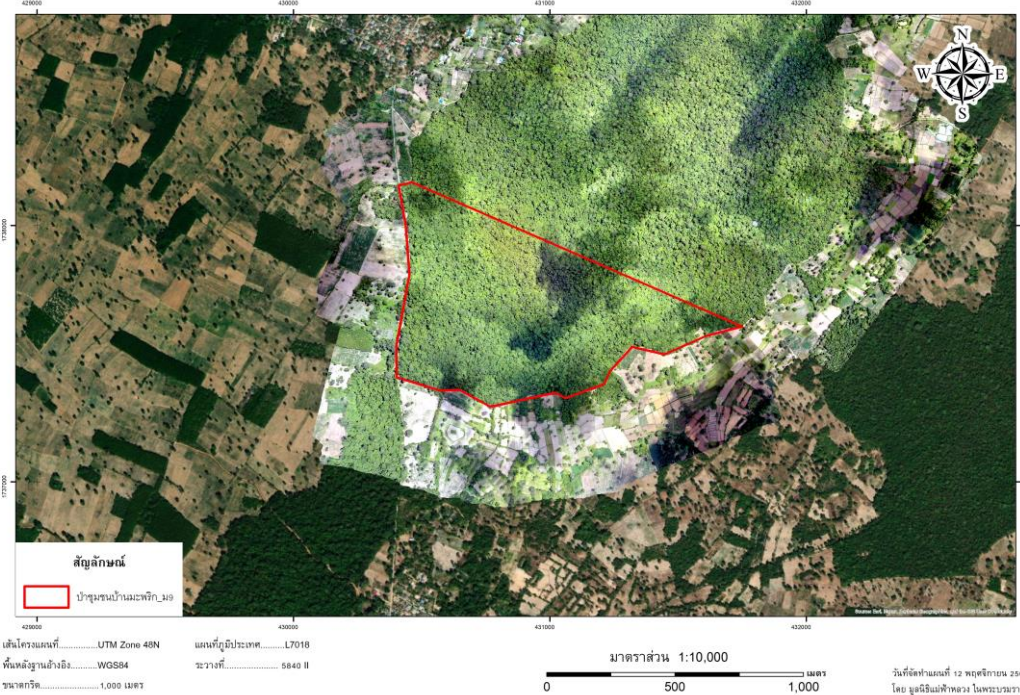 429000 430000 431000 432000
N
W E
S
1738000
1737000
สัญลักษณ์
ป่าชุมชนบ้านมะพริก_ม9
429000 430000 431000 432000
เส้นโครงแผนที่..............UTM Zone 48N
แผนที่ภูมิประเทศ..........L7018
พื้นหลังฐานอ้างอิง..........WGS84
ระวางที่.................... 5840 II
ขนาดกริด......................1,000 เมตร
มาตราส่วน 1:10,000
เมตร
0 500 1,000
วันที่จัดทำแผนที่ 12 พฤศจิกายน
โดย มูลนิธิแม่ฟ้าหลวง ในพระบรมรา